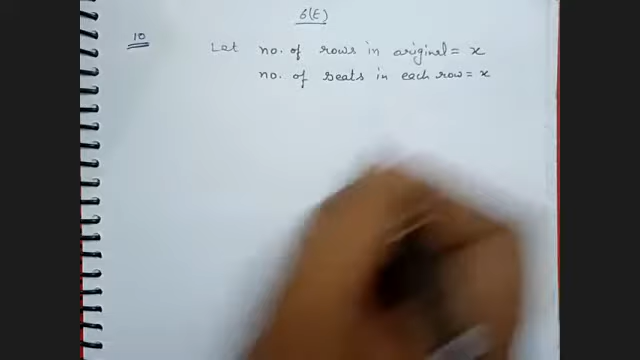 6(E)
10
Let no. of rows in original = x
no. of seats in each row = x